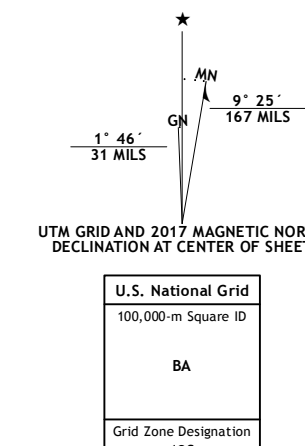 ★
MN
GN
9° 25´
167 MILS
1° 46´
31 MILS
UTM GRID AND 2017 MAGNETIC NOR
DECLINATION AT CENTER OF SHEET
U.S. National Grid
100,000-m Square ID
BA
Grid Zone Designation